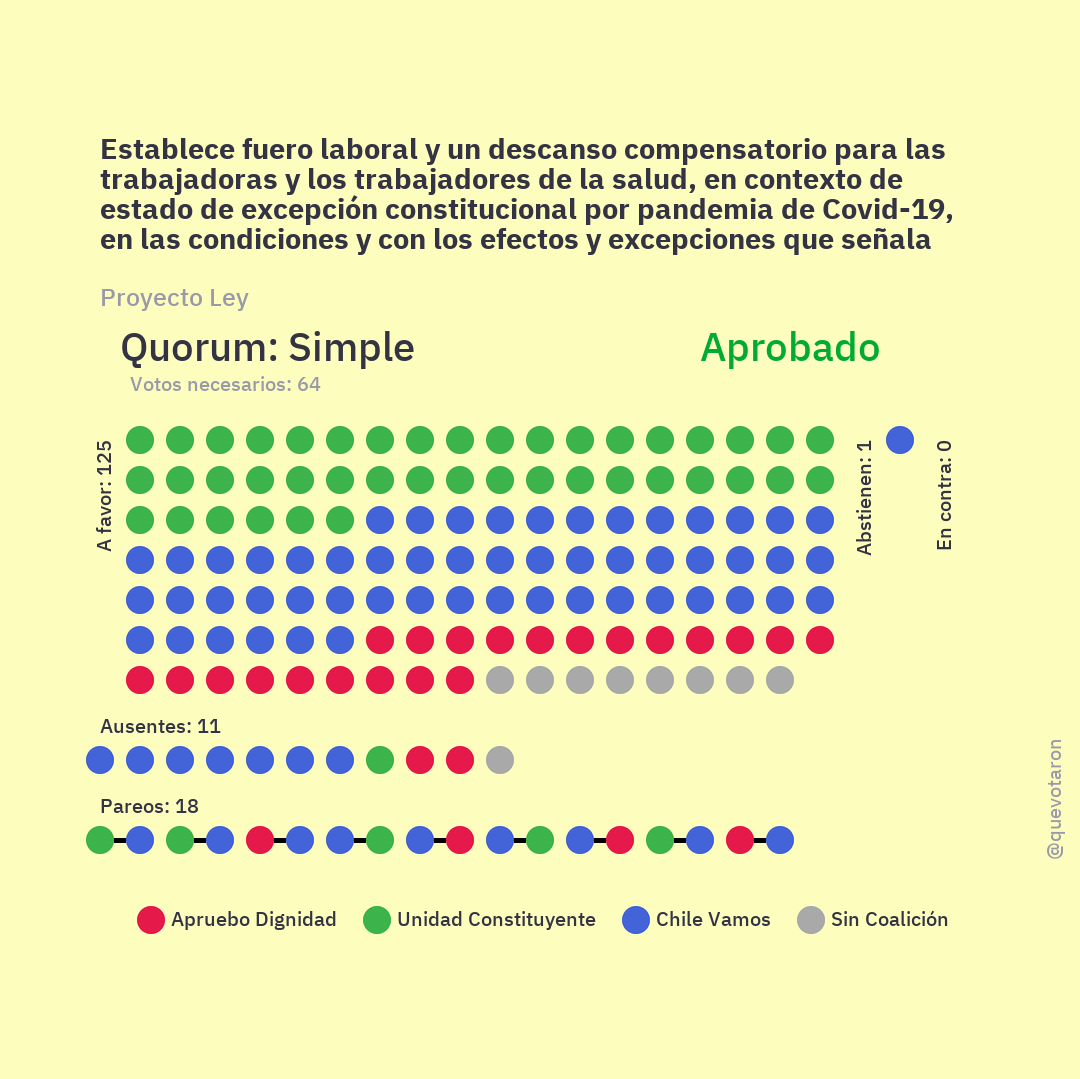 Establece fuero laboral y un descanso compensatorio para las
trabajadoras y los trabajadores de la salud, en contexto de
estado de excepción constitucional por pandemia de Covid-19,
en las condiciones y con los efectos y excepciones que señala
Proyecto Ley
Quorum: Simple
Aprobado
Votos necesarios: 64
A favor: 125
Abstienen: 1
En contra: 0
Ausentes: 11
Pareos: 18
@quevotaron
Apruebo Dignidad
Unidad Constituyente
Chile Vamos
Sin Coalición